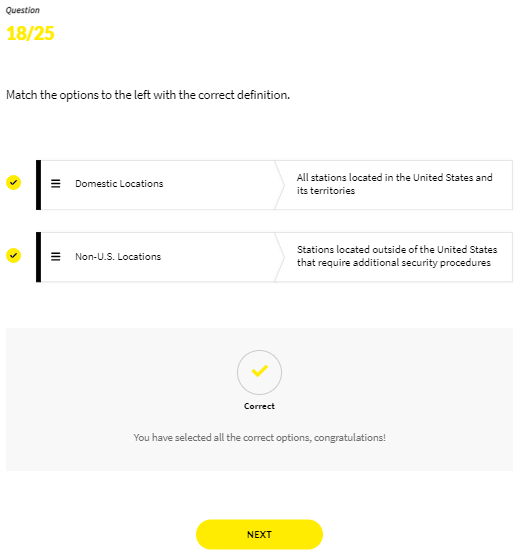 Question
18/25
Match the options to the left with the correct definition.
Domestic Locations
All stations located in the United States and
its territories
Non-U.S. Locations
Stations located outside of the United States
that require additional security procedures
Correct
You have selected all the correct options, congratulations!
NEXT